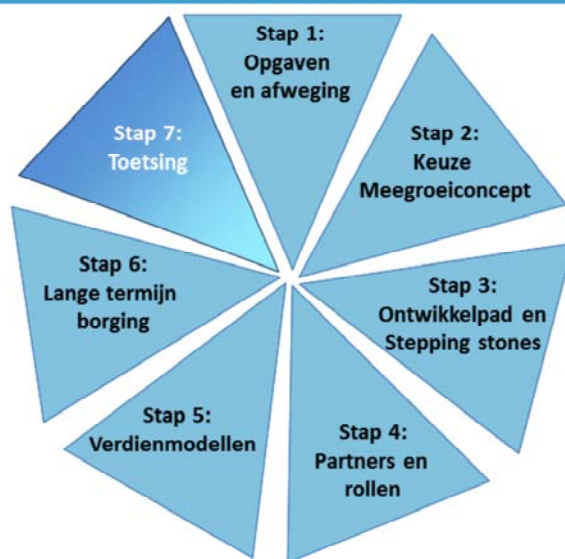 Stap 1:
Opgaven
en afweging
Stap 2:
Keuze
Meegroeiconcept
Stap 3:
Ontwikkelpad en
Stepping stones
Stap 4:
Partners en
rollen
Stap 5:
Verdienmodellen
Stap 6:
Lange termijn
borging
Stap 7:
Toetsing